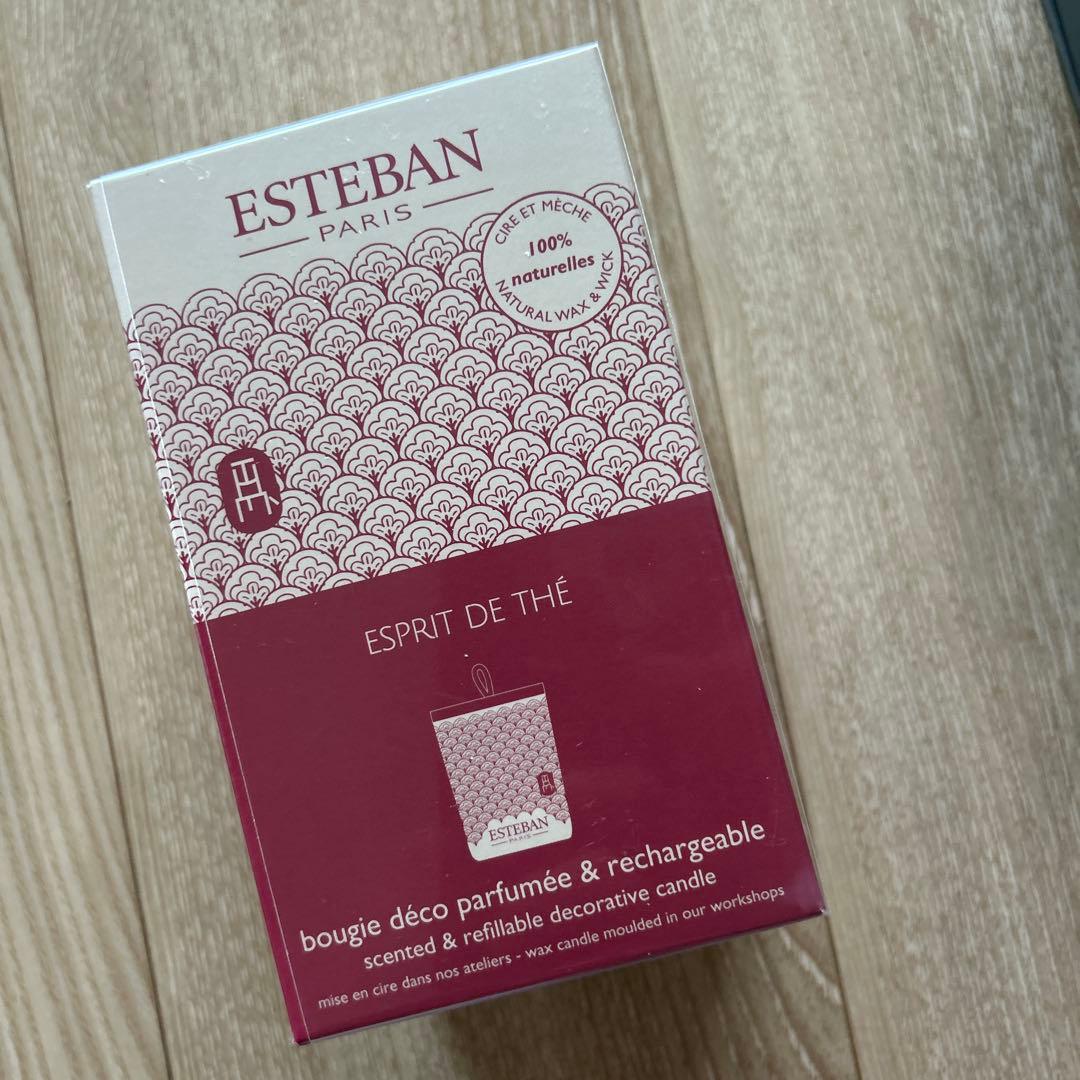 ESTEBAN
PARIS
CIRE ET MÈCHE
100%
naturelles
NATURAL WAX & WICK
ESPRIT DE THÉ
ESTEBAN
PARIS
bougie déco parfumée & rechargeable
scented & refillable decorative candle
mise en cire dans nos ateliers - wax candle moulded in our workshops